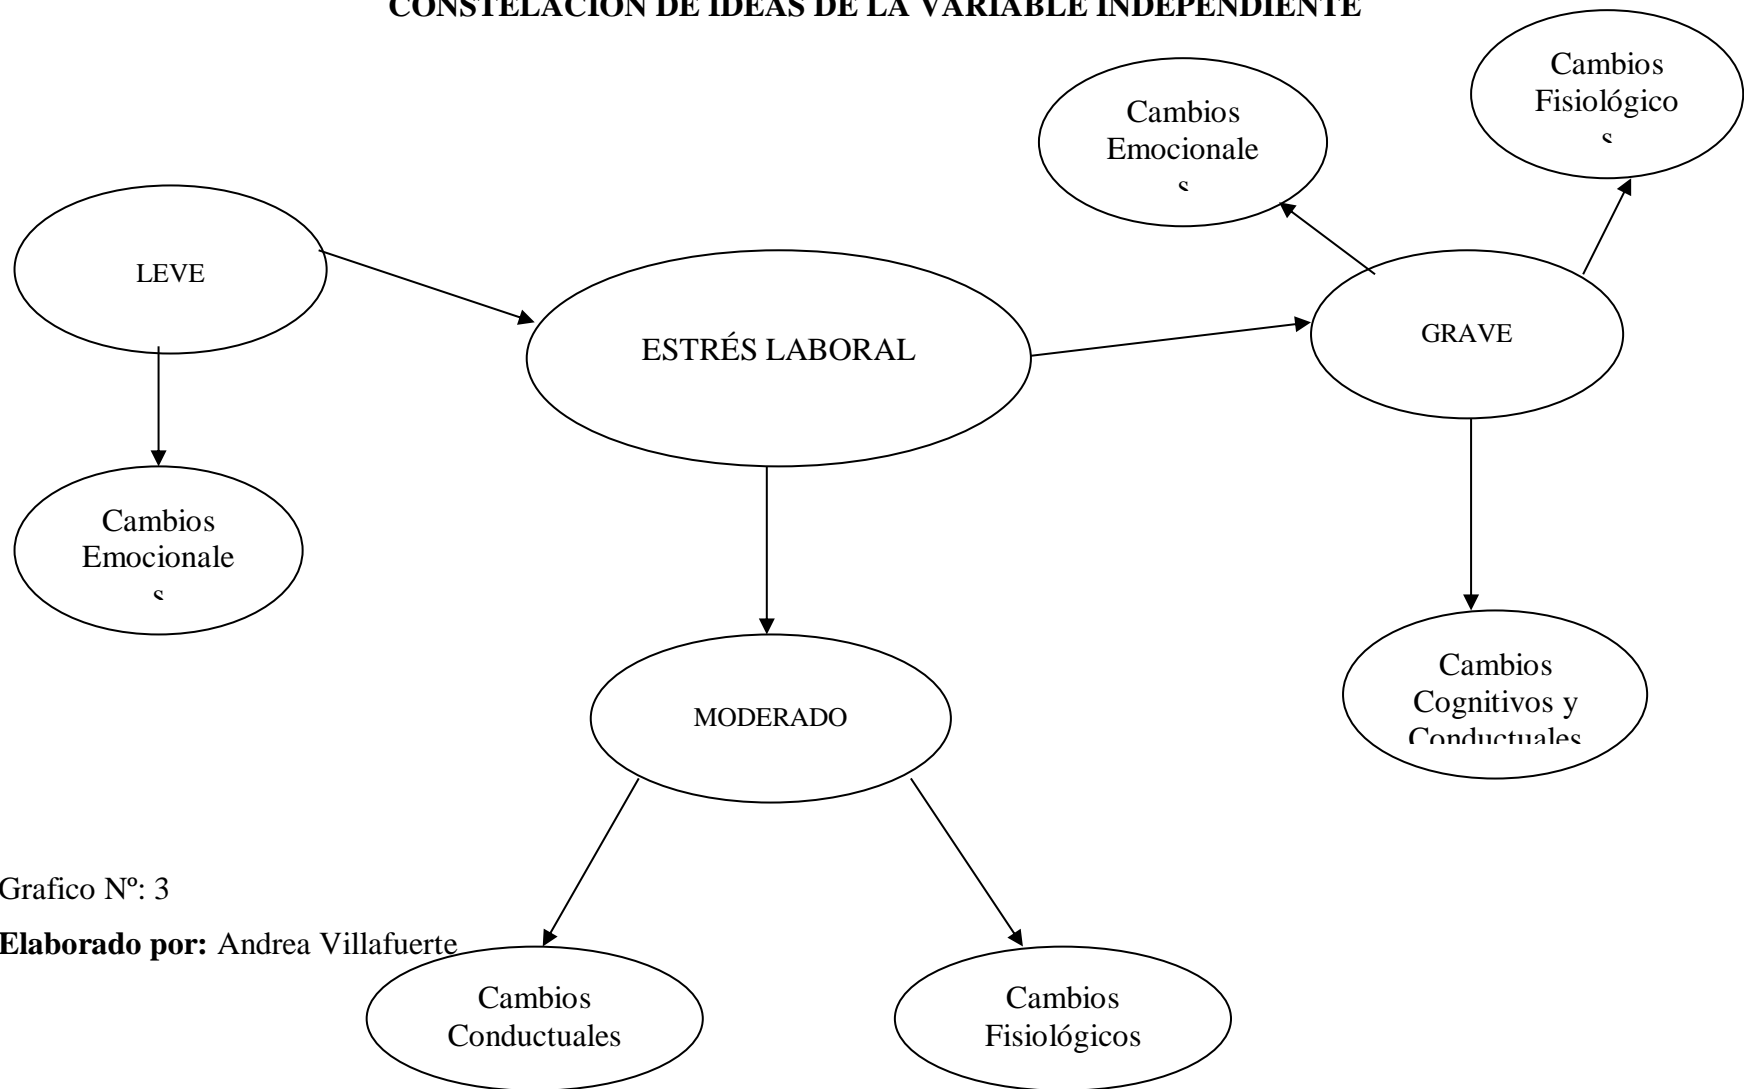 CONSTELACIÓN DE IDEAS DE LA VARIABLE INDEPENDIENTE
Cambios
Fisiológico
s
Cambios
Emocionale
s
LEVE
ESTRÉS LABORAL
GRAVE
Cambios
Emocionale
s
Cambios
Cognitivos y
Conductuales
MODERADO
Grafico Nº: 3
Elaborado por: Andrea Villafuerte
Cambios
Conductuales
Cambios
Fisiológicos